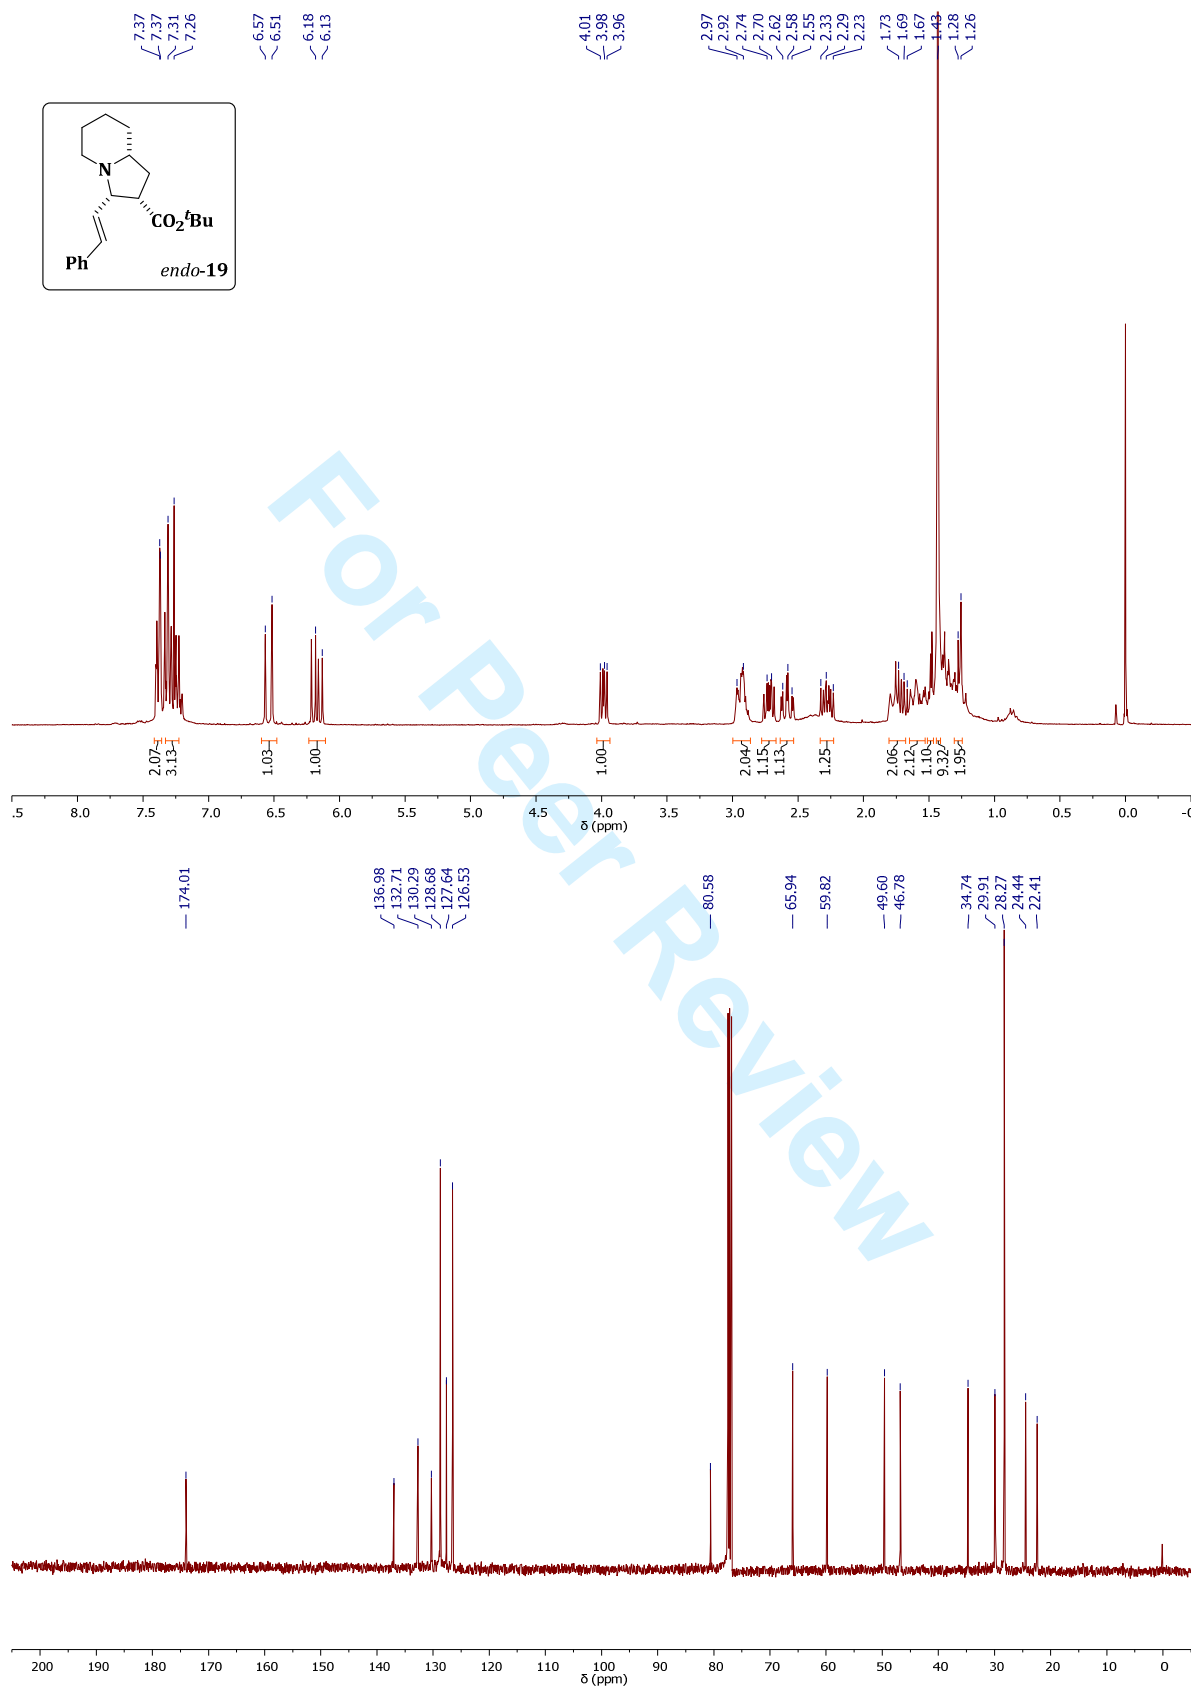 7.37 7.37 7.31 7.26 6.57 6.51 6.18 6.13 4.01 3.98 3.96 2.97 2.92 2.74 2.70 2.62 2.58 2.55 2.33 2.29 2.23 1.73 1.69 1.67 1.43 1.28 1.26
N
CO2tBu
Ph
endo-19
2.07 3.13 1.03 1.00 1.00 2.04 1.15 1.13 1.25 2.06 2.12 1.10 9.32 1.95
.5 8.0 7.5 7.0 6.5 6.0 5.5 5.0 4.5 4.0 3.5 3.0 2.5 2.0 1.5 1.0 0.5 0.0 -0
δ (ppm)
174.01 136.98 132.71 130.29 128.68 127.64 126.53 80.58 65.94 59.82 49.60 46.78 34.74 29.91 28.27 24.44 22.41
200 190 180 170 160 150 140 130 120 110 100 90 80 70 60 50 40 30 20 10 0
δ (ppm)
For Peer Review